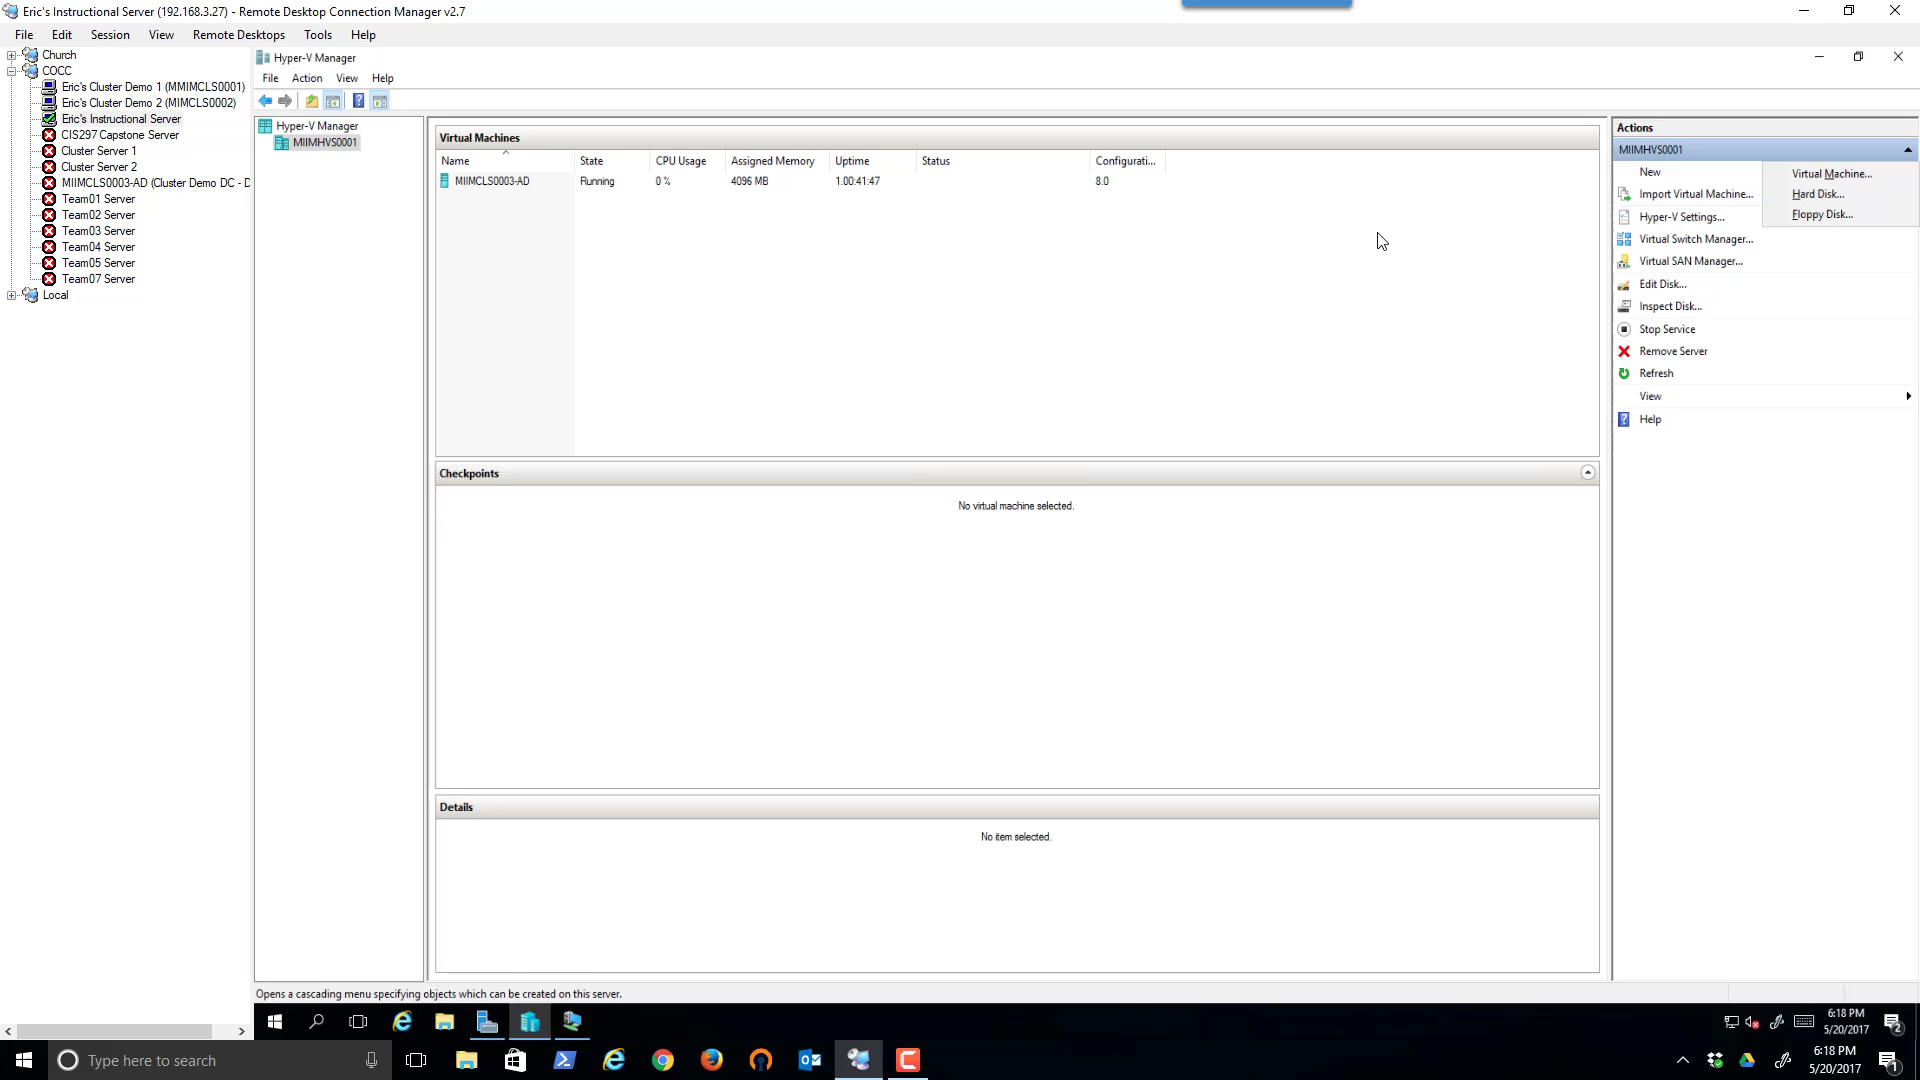 Eric's Instructional Server (192.168.3.27) - Remote Desktop Connection Manager v2.7
File Edit Session View Remote Desktops Tools Help
Church
COCC
Eric's Cluster Demo 1 (MMIMCLS0001)
Eric's Cluster Demo 2 (MIMCLS0002)
Eric's Instructional Server
CIS297 Capstone Server
Cluster Server 1
Cluster Server 2
MIIMCLS0003-AD (Cluster Demo DC - D
Team01 Server
Team02 Server
Team03 Server
Team04 Server
Team05 Server
Team07 Server
Local
Hyper-V Manager
File Action View Help
Hyper-V Manager
MIIMHVS0001
Virtual Machines
Name State CPU Usage Assigned Memory Uptime Status Configurati...
MIIMCLS0003-AD Running 0 % 4096 MB 1.00:41:47 8.0
Checkpoints
No virtual machine selected.
Details
No item selected.
Actions
MIIMHVS0001
New
Import Virtual Machine...
Hyper-V Settings...
Virtual Switch Manager...
Virtual SAN Manager...
Edit Disk...
Inspect Disk...
Stop Service
Remove Server
Refresh
View
Help
Virtual Machine...
Hard Disk...
Floppy Disk...
Opens a cascading menu specifying objects which can be created on this server.
6:18 PM
5/20/2017
2
Type here to search
6:18 PM
5/20/2017
1